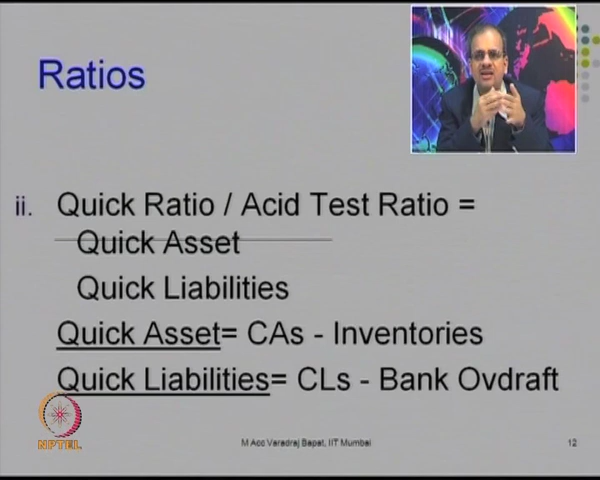 Ratios
ii. Quick Ratio / Acid Test Ratio =
Quick Asset
Quick Liabilities
Quick Asset= CAs - Inventories
Quick Liabilities= CLs - Bank Ovdraft
NPTEL
M Acc Varadraj Bapat, IIT Mumbai
12